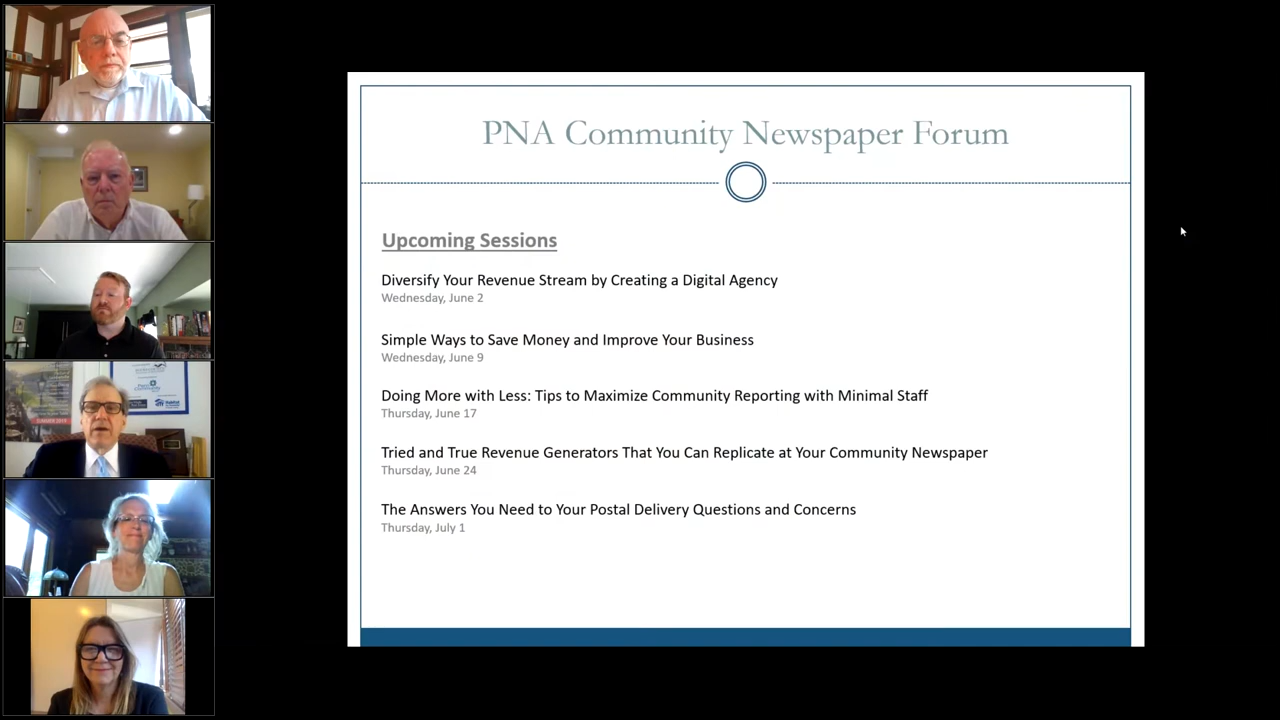 PNA Community Newspaper Forum
Upcoming Sessions
Diversify Your Revenue Stream by Creating a Digital Agency
Wednesday, June 2
Simple Ways to Save Money and Improve Your Business
Wednesday, June 9
Doing More with Less: Tips to Maximize Community Reporting with Minimal Staff
Thursday, June 17
Tried and True Revenue Generators That You Can Replicate at Your Community Newspaper
Thursday, June 24
The Answers You Need to Your Postal Delivery Questions and Concerns
Thursday, July 1